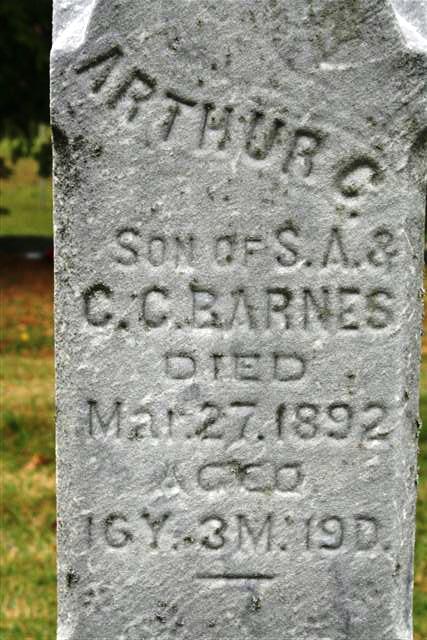 ARTHUR C.
SON OF S. A. &
C. C. BARNES
DIED
Mar. 27. 1892
AGED
16Y. 3M. 19D.